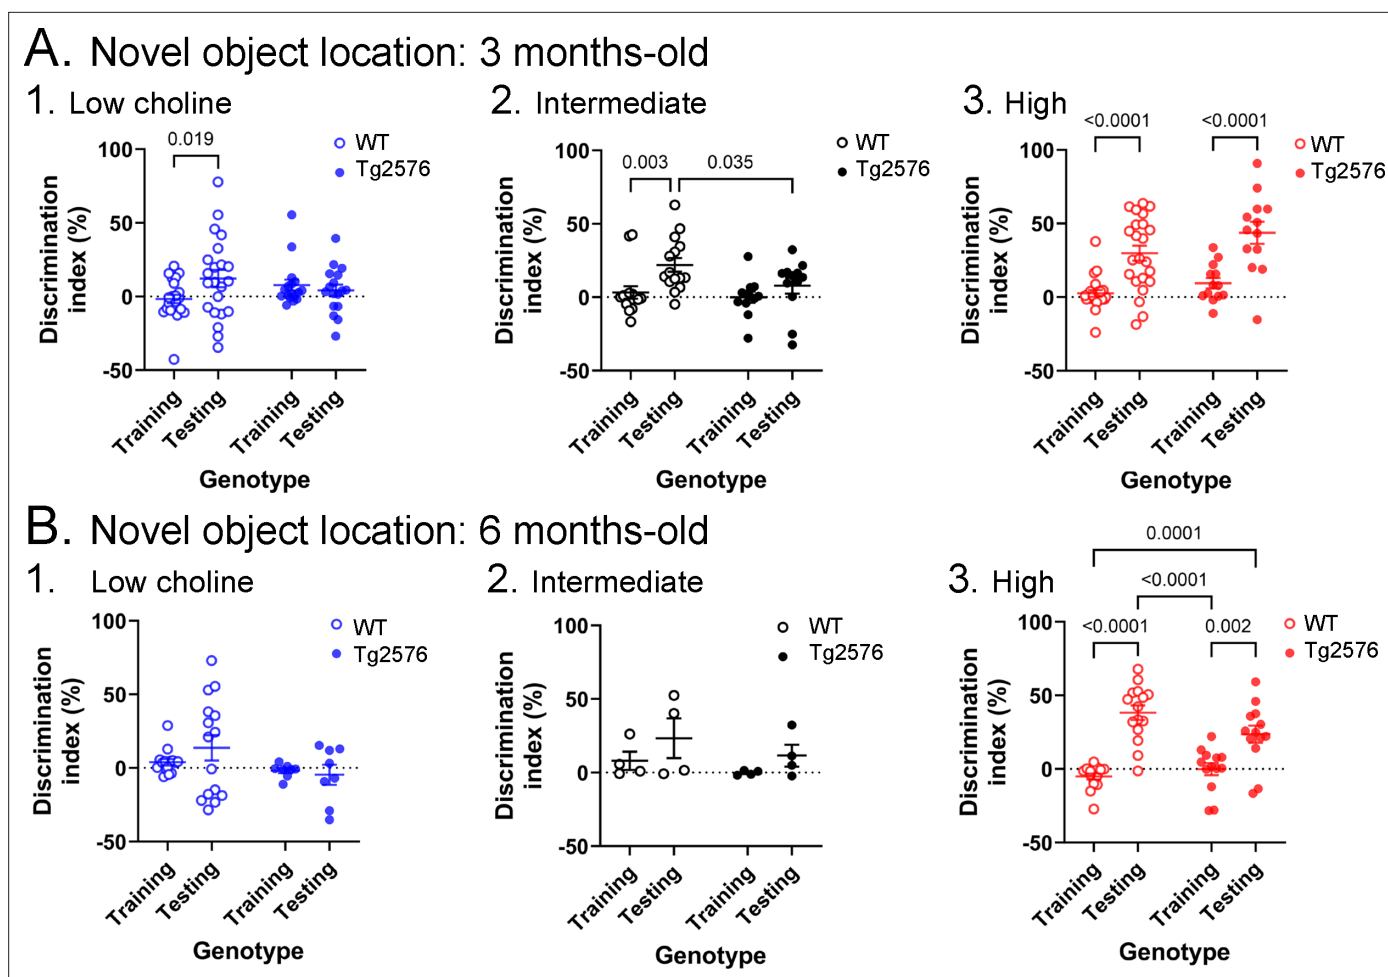 A. Novel object location: 3 months-old
1. Low choline
0.019
WT
Tg2576
100
50
0
-50
Discrimination
index (%)
Training
Testing
Training
Testing
Genotype
2. Intermediate
0.003
0.035
WT
Tg2576
100
50
0
-50
Discrimination
index (%)
Training
Testing
Training
Testing
Genotype
3. High
<0.0001
<0.0001
WT
Tg2576
100
50
0
-50
Discrimination
index (%)
Training
Testing
Training
Testing
Genotype
B. Novel object location: 6 months-old
1. Low choline
WT
Tg2576
100
50
0
-50
Discrimination
index (%)
Training
Testing
Training
Testing
Genotype
2. Intermediate
WT
Tg2576
100
50
0
-50
Discrimination
index (%)
Training
Testing
Training
Testing
Genotype
3. High
0.0001
<0.0001
<0.0001
0.002
WT
Tg2576
100
50
0
-50
Discrimination
index (%)
Training
Testing
Training
Testing
Genotype